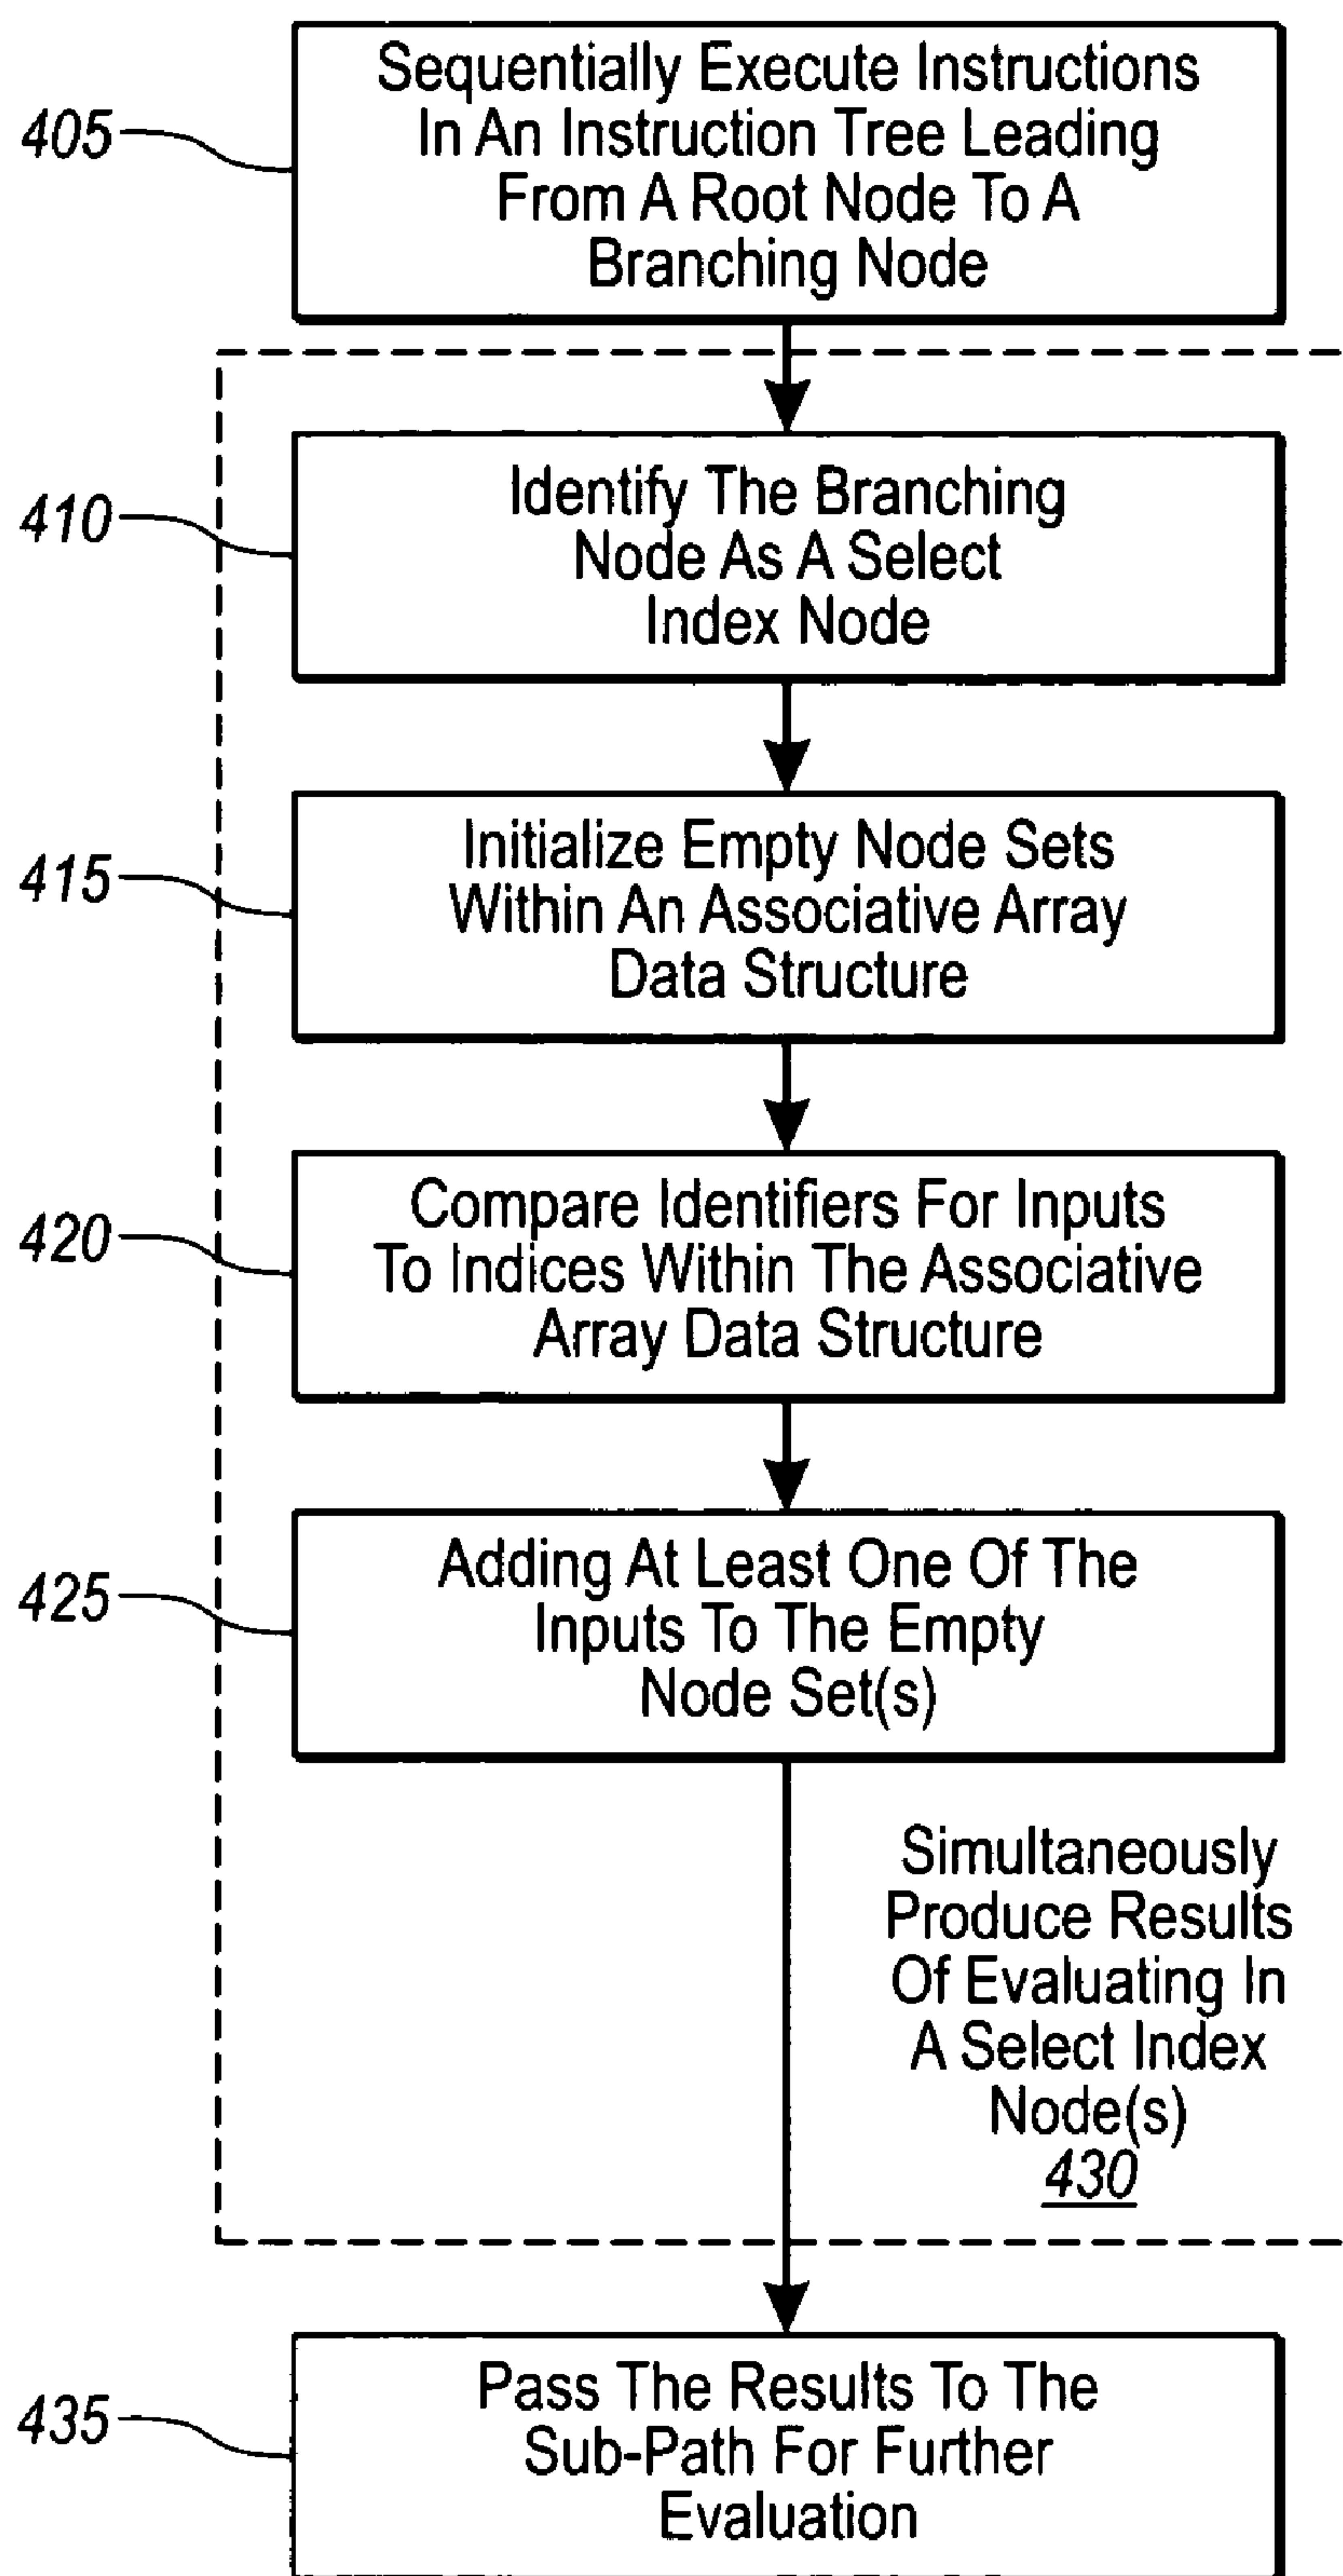 405
Sequentially Execute Instructions
In An Instruction Tree Leading
From A Root Node To A
Branching Node
410
Identify The Branching
Node As A Select
Index Node
415
Initialize Empty Node Sets
Within An Associative Array
Data Structure
420
Compare Identifiers For Inputs
To Indices Within The Associative
Array Data Structure
425
Adding At Least One Of The
Inputs To The Empty
Node Set(s)
Simultaneously
Produce Results
Of Evaluating In
A Select Index
Node(s)
430
435
Pass The Results To The
Sub-Path For Further
Evaluation